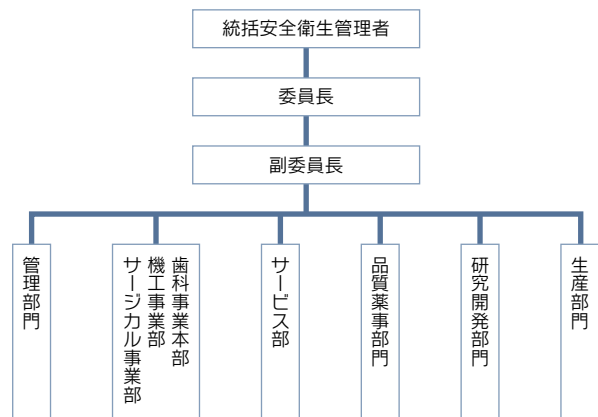 統括安全衛生管理者
委員長
副委員長
管理部門
歯科事業本部
機工事業部
サージカル事業部
サービス部
品質薬事部門
研究開発部門
生産部門